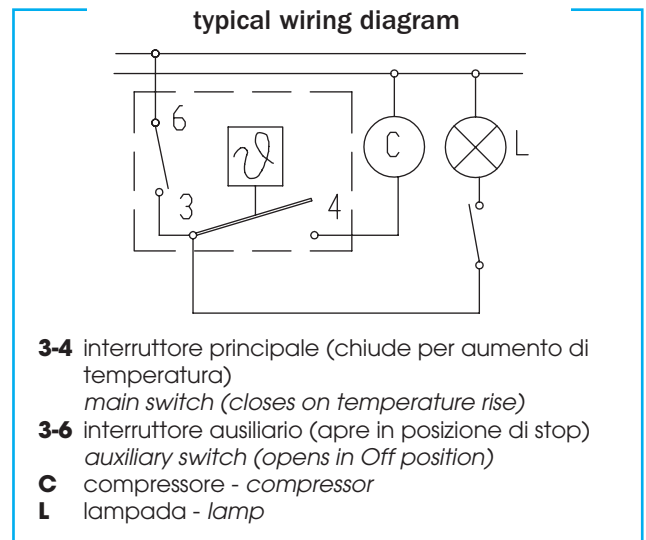 typical wiring diagram
6
ϑ
C
L
3
4
3-4 interruttore principale (chiude per aumento di
temperatura)
main switch (closes on temperature rise)
3-6 interruttore ausiliario (apre in posizione di stop)
auxiliary switch (opens in Off position)
C compressore - compressor
L lampada - lamp